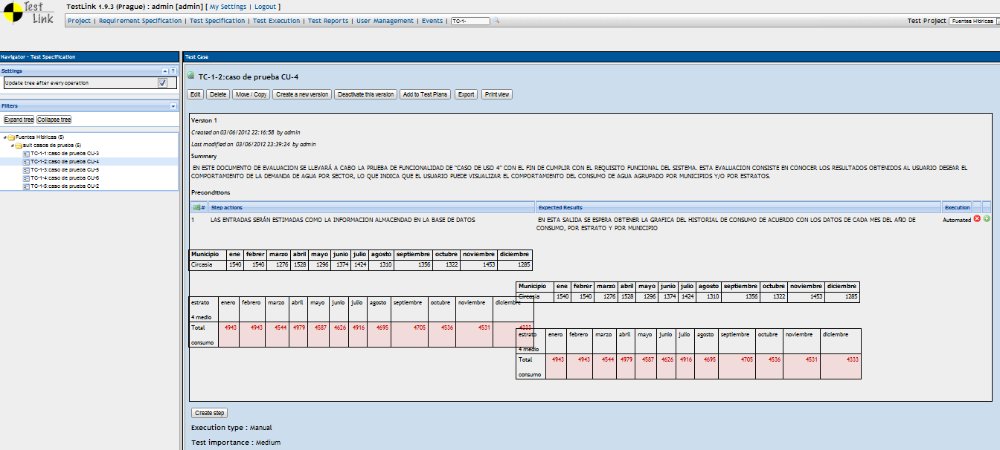 Test Link
TestLink 1.9.3 (Prague) : admin [admin] [ My Settings | Logout ]
Project | Requirement Specification | Test Specification | Test Execution | Test Reports | User Management | Events | TC-1-
Test Project Fuentes Hídricas
Navigator - Test Specification
Settings
?
Update tree after every operation
Filters
Expand tree Collapse tree
Fuentes Hídricas (5)
suit casos de prueba (5)
TC-1-1:caso de prueba CU-3
TC-1-2:caso de prueba CU-4
TC-1-3:caso de prueba CU-5
TC-1-4:caso de prueba CU-6
TC-1-5:caso de prueba CU-2
Test Case
TC-1-2:caso de prueba CU-4
Edit Delete Move / Copy Create a new version Deactivate this version Add to Test Plans Export Print view
Version 1
Created on 03/06/2012 22:16:58 by admin
Last modified on 03/06/2012 23:39:24 by admin
Summary
EN ESTE DOCUMENTO DE EVALUACION SE LLEVARÁ A CABO LA PRUEBA DE FUNCIONALIDAD DE "CASO DE USO 4" CON EL FIN DE CUMPLIR CON EL REQUISITO FUNCIONAL DEL SISTEMA. ESTA EVALUACION CONSISTE EN CONOCER LOS RESULTADOS OBTENIDOS AL USUARIO DESEAR EL
COMPORTAMIENTO DE LA DEMANDA DE AGUA POR SECTOR, LO QUE INDICA QUE EL USUARIO PUEDE VISUALIZAR EL COMPORTAMIENTO DEL CONSUMO DE AGUA AGRUPADO POR MUNICIPIOS Y/O POR ESTRATOS.
Preconditions
# Step actions Expected Results Execution
1 LAS ENTRADAS SERÁN ESTIMADAS COMO LA INFORMACION ALMACENDAD EN LA BASE DE DATOS
EN ESTA SALIDA SE ESPERA OBTENER LA GRAFICA DEL HISTORIAL DE CONSUMO DE ACUERDO CON LOS DATOS DE CADA MES DEL AÑO DE
CONSUMO, POR ESTRATO Y POR MUNICIPIO
Automated
Municipio ene febrer marzo abril mayo junio julio agosto septiembre octubre noviembre diciembre
Circasia 1540 1540 1276 1528 1296 1374 1424 1310 1356 1322 1453 1285
estrato enero febrero marzo abril mayo junio julio agosto septiembre octubre noviembre diciembre
4 medio
Total 4943 4943 4544 4979 4587 4626 4916 4695 4705 4536 4531 4333
consumo
Municipio ene febrer marzo abril mayo junio julio agosto septiembre octubre noviembre diciembre
Circasia 1540 1540 1276 1528 1296 1374 1424 1310 1356 1322 1453 1285
estrato enero febrero marzo abril mayo junio julio agosto septiembre octubre noviembre diciembre
4 medio
Total 4943 4943 4544 4979 4587 4626 4916 4695 4705 4536 4531 4333
consumo
Create step
Execution type : Manual
Test importance : Medium